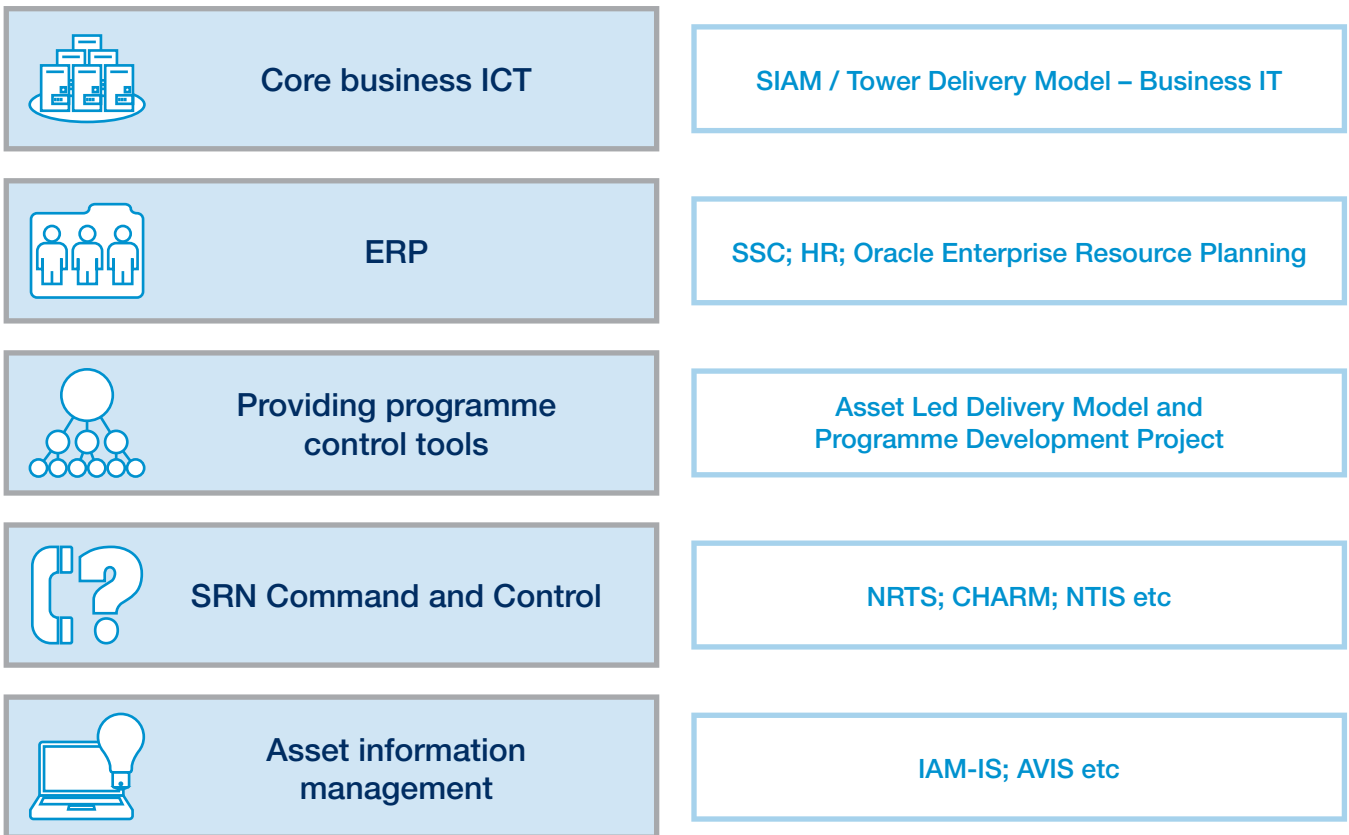 Core business ICT
SIAM / Tower Delivery Model – Business IT
ERP
SSC; HR; Oracle Enterprise Resource Planning
Providing programme
control tools
Asset Led Delivery Model and
Programme Development Project
SRN Command and Control
NRTS; CHARM; NTIS etc
Asset information
management
IAM-IS; AVIS etc